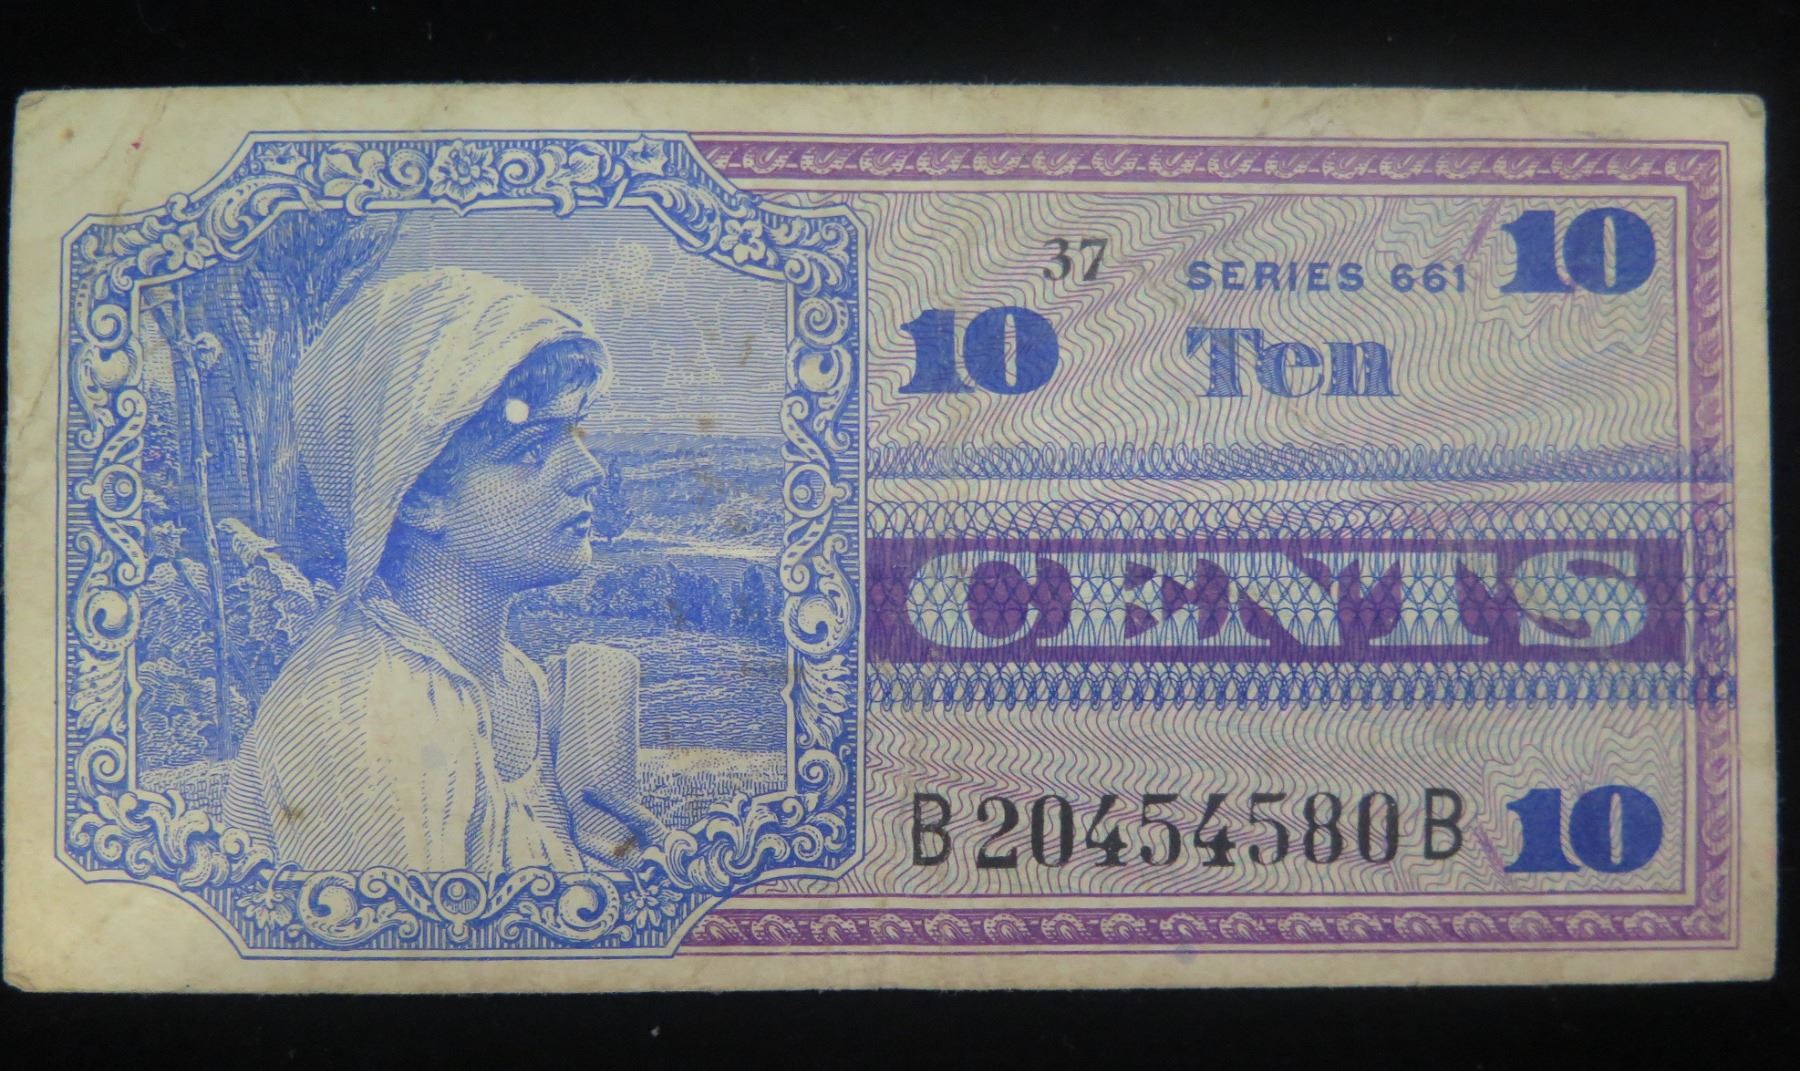 37
SERIES 661 10
10 Ten
CENTS
B20454580B 10